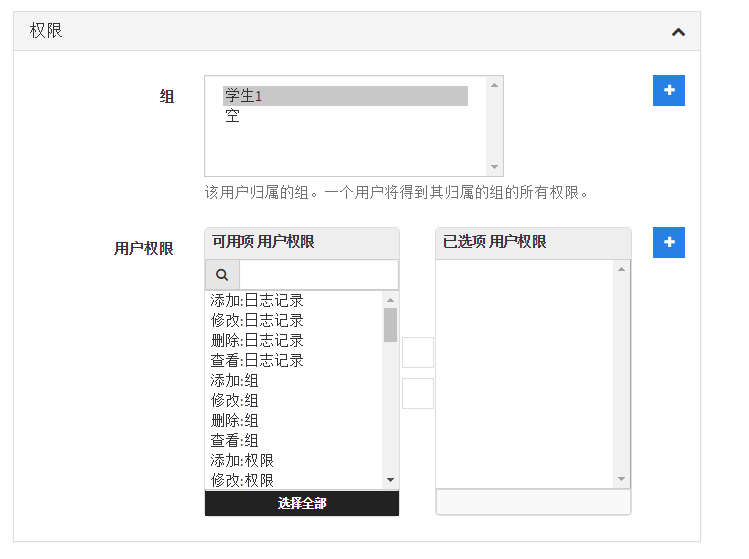 权限
组
学生1
空
该用户归属的组。一个用户将得到其归属的组的所有权限。
用户权限
可用项 用户权限
添加:日志记录
修改:日志记录
删除:日志记录
查看:日志记录
添加:组
修改:组
删除:组
查看:组
添加:权限
修改:权限
选择全部
已选项 用户权限